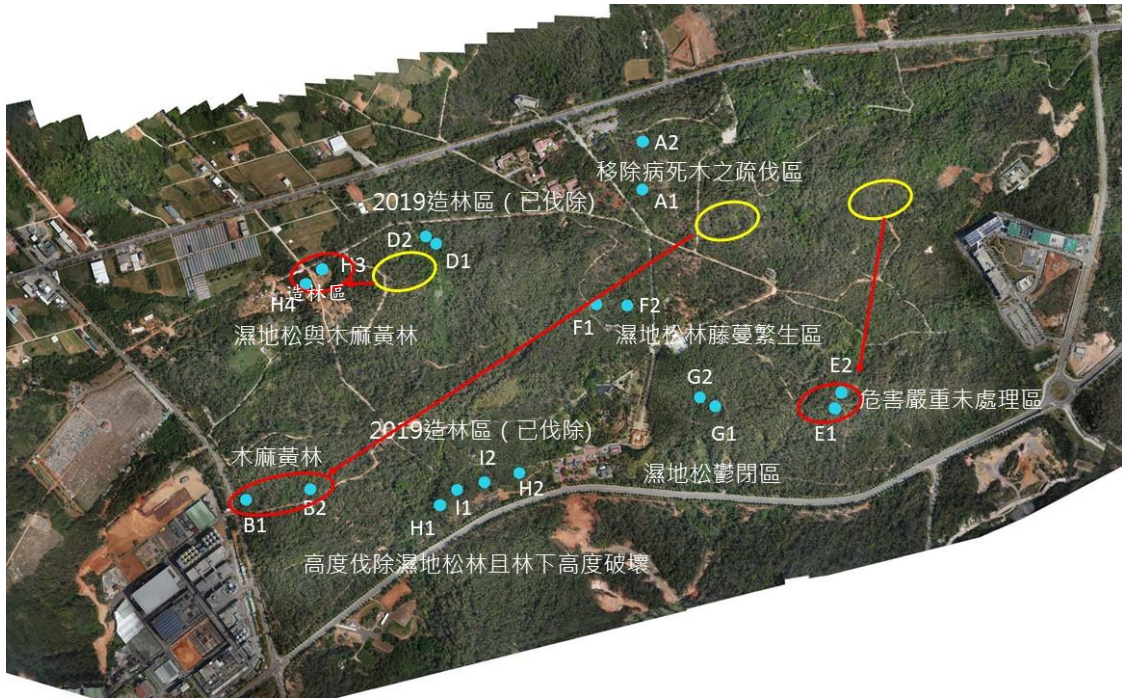 A2
移除病死木之疏伐區
A1
2019造林區 ( 已伐除)
D2
D1
H3
H4
造林區
濕地松與木麻黃林
F1
F2
濕地松林藤蔓繁生區
E2
G2
G1
危害嚴重未處理區
E1
2019造林區 ( 已伐除)
木麻黃林
I2
H2
濕地松鬱閉區
B1
B2
I1
H1
高度伐除濕地松林且林下高度破壞